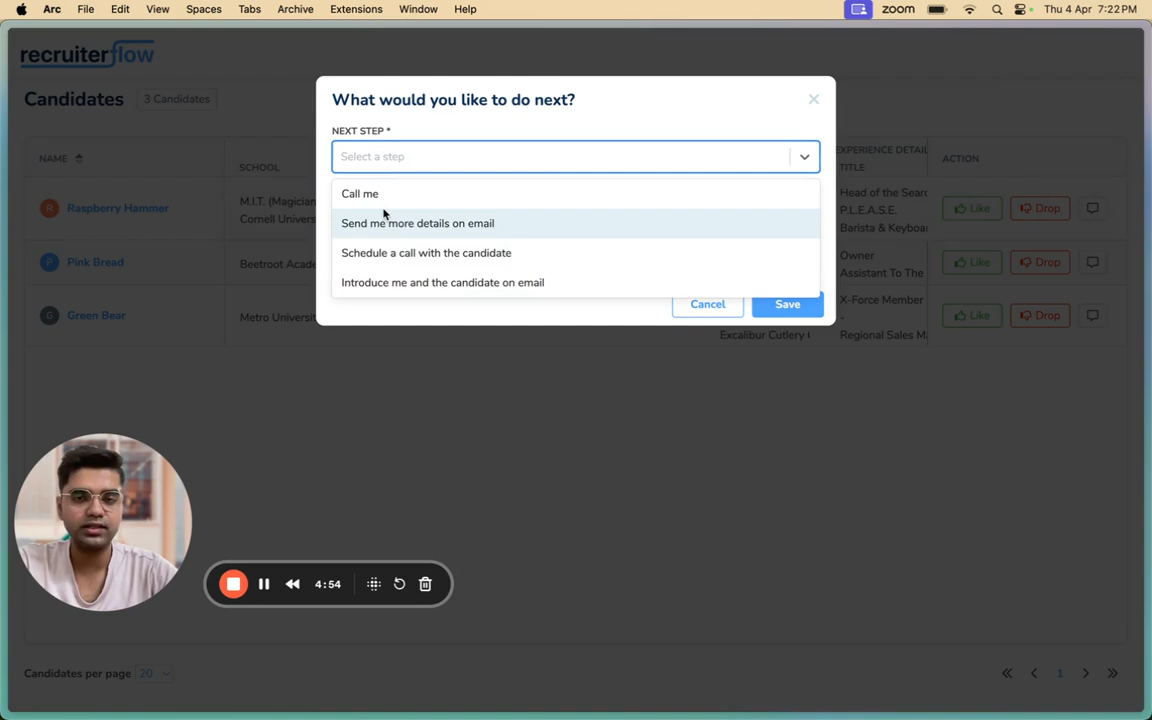 Arc File Edit View Spaces Tabs Archive Extensions Window Help zoom Thu 4 Apr 7:22 PM
recruiterflow
Candidates 3 Candidates
What would you like to do next?
NEXT STEP *
Select a step
Call me
Send me more details on email
Schedule a call with the candidate
Introduce me and the candidate on email
Cancel Save
NAME SCHOOL EXPERIENCE DETAIL ACTION
TITLE
R Raspberry Hammer M.I.T. (Magician Cornell Univers Head of the Searc P.L.E.A.S.E. Barista & Keyboa Like Drop
P Pink Bread Beetroot Acade Owner Assistant To The Like Drop
G Green Bear Metro Universit Excalibur Cutlery X-Force Member - Regional Sales M Like Drop
4:54
Candidates per page 20 1